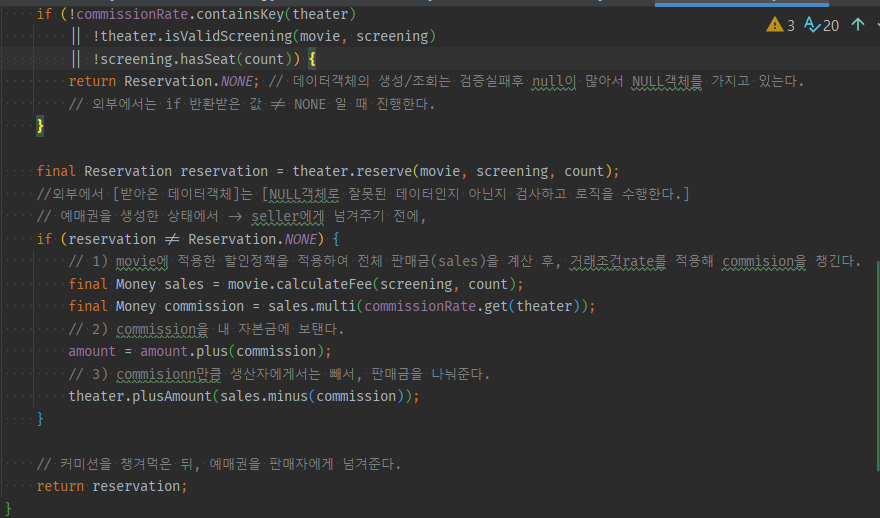 3 20
if (!commissionRate.containsKey(theater)
|| !theater.isValidScreening(movie, screening)
|| !screening.hasSeat(count)) {
return Reservation.NONE; // 데이터객체의 생성/조회는 검증실패후 null이 많아서 NULL객체를 가지고 있는다.
// 외부에서는 if 반환받은 값 ≠ NONE 일 때 진행한다.
}
final Reservation reservation = theater.reserve(movie, screening, count);
//외부에서 [받아온 데이터객체]는 [NULL객체로 잘못된 데이터인지 아닌지 검사하고 로직을 수행한다.]
// 예매권을 생성한 상태에서 → seller에게 넘겨주기 전에,
if (reservation ≠ Reservation.NONE) {
// 1) movie에 적용한 할인정책을 적용하여 전체 판매금(sales)을 계산 후, 거래조건rate를 적용해 commision을 챙긴다.
final Money sales = movie.calculateFee(screening, count);
final Money commission = sales.multi(commissionRate.get(theater));
// 2) commission을 내 자본금에 보탠다.
amount = amount.plus(commission);
// 3) commisionn만큼 생산자에게서는 빼서, 판매금을 나눠준다.
theater.plusAmount(sales.minus(commission));
}
// 커미션을 챙겨먹은 뒤, 예매권을 판매자에게 넘겨준다.
return reservation;
}